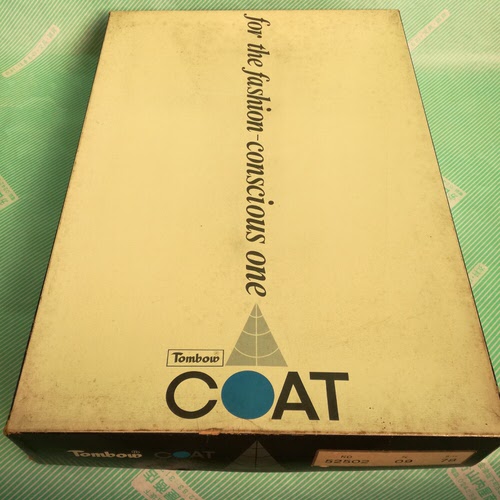 for the fashion-conscious one
Tombow
COAT
Tombow COAT
52502